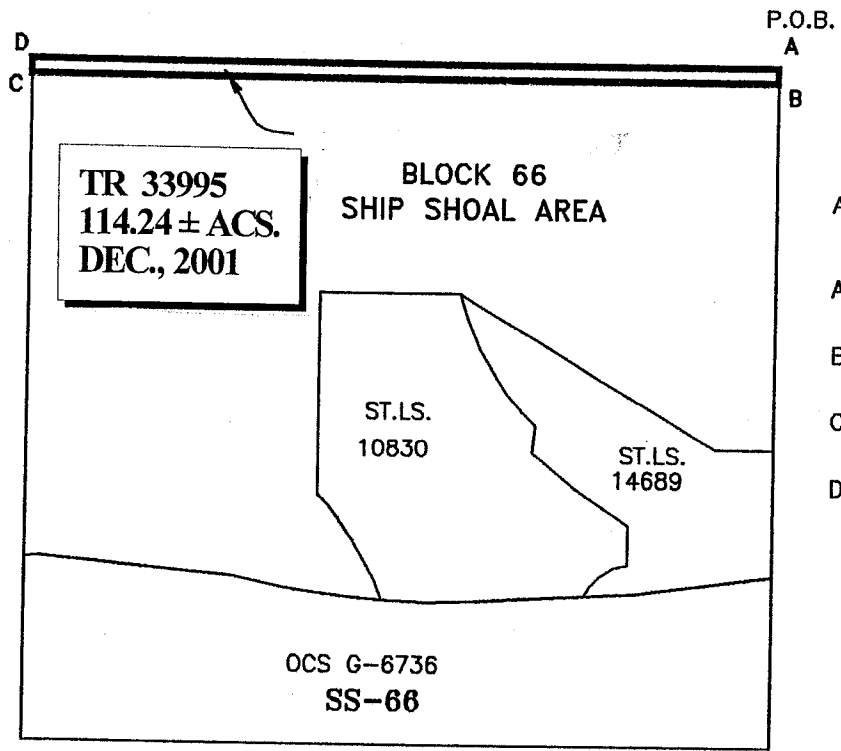 P.O.B.
D
A
C
B
TR 33995
114.24 ± ACS.
DEC., 2001
BLOCK 66
SHIP SHOAL AREA
A
A
B
C
D
ST.LS.
10830
ST.LS.
14689
OCS G-6736
SS-66